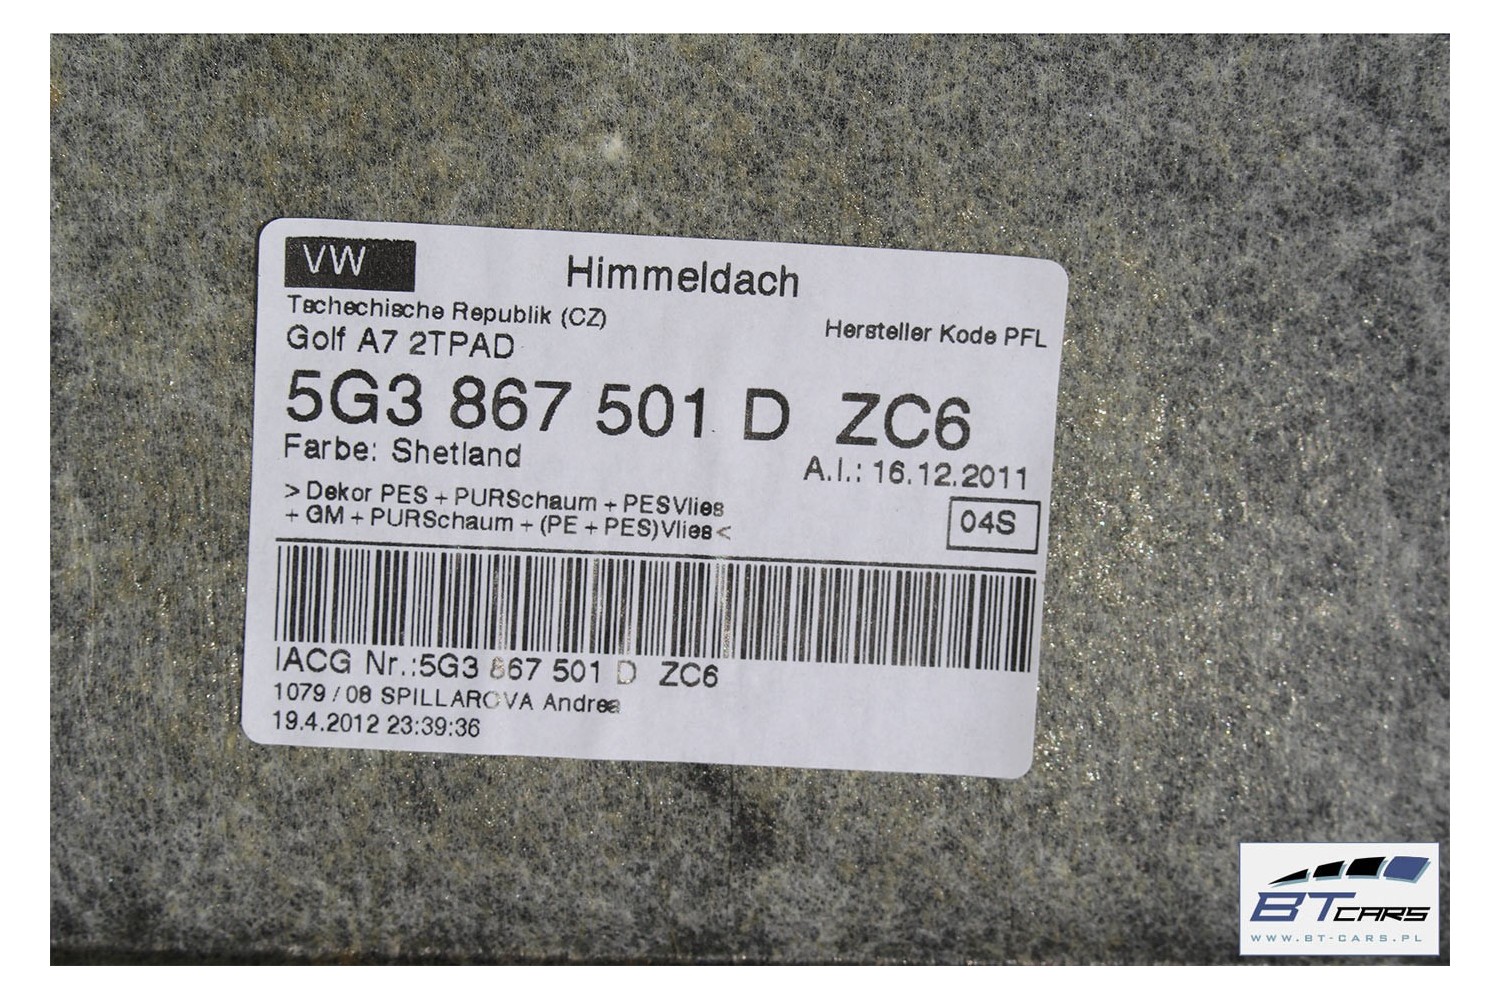 VW
Himmeldach
Tschechische Republik (CZ)
Hersteller Kode PFL
Golf A7 2TPAD
5G3 867 501 D ZC6
Farbe: Shetland
A.I.: 16.12.2011
> Dekor PES + PURSchaum + PESVlies
+ GM + PURSchaum + (PE + PES)Vlies <
04S
IACG Nr.:5G3 867 501 D ZC6
1079 / 08 SPILLAROVA Andrea
19.4.2012 23:39:36
BT CARS
WWW.BT-CARS.PL